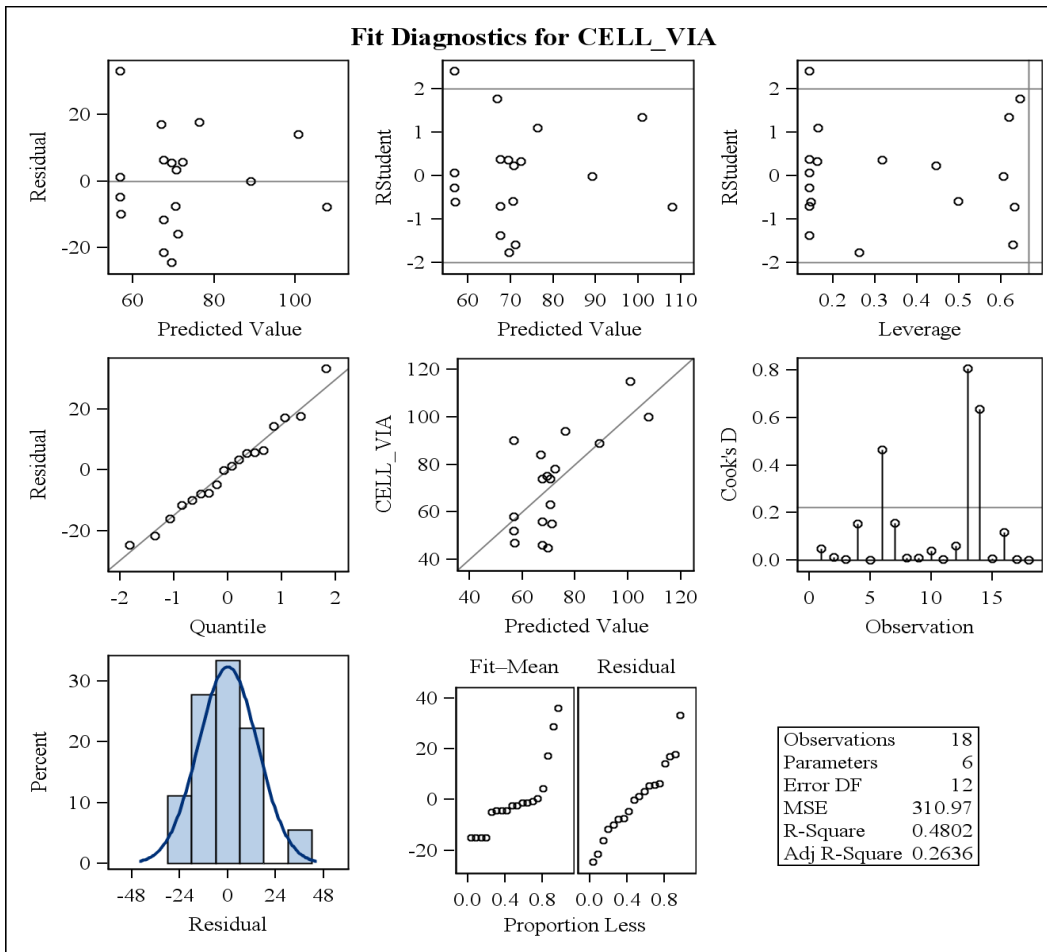 Fit Diagnostics for CELL_VIA
Residual
20
0
-20
60 80 100
Predicted Value
RStudent
2
1
0
-1
-2
60 70 80 90 100 110
Predicted Value
RStudent
2
1
0
-1
-2
0.2 0.3 0.4 0.5 0.6
Leverage
Residual
20
0
-20
-2 -1 0 1 2
Quantile
CELL_VIA
120
100
80
60
40
40 60 80 100 120
Predicted Value
Cook's D
0.8
0.6
0.4
0.2
0.0
0 5 10 15
Observation
Percent
30
20
10
0
-48 -24 0 24 48
Residual
Fit–Mean Residual
40
20
0
-20
0.0 0.4 0.8 0.0 0.4 0.8
Proportion Less
Observations 18
Parameters 6
Error DF 12
MSE 310.97
R-Square 0.4802
Adj R-Square 0.2636